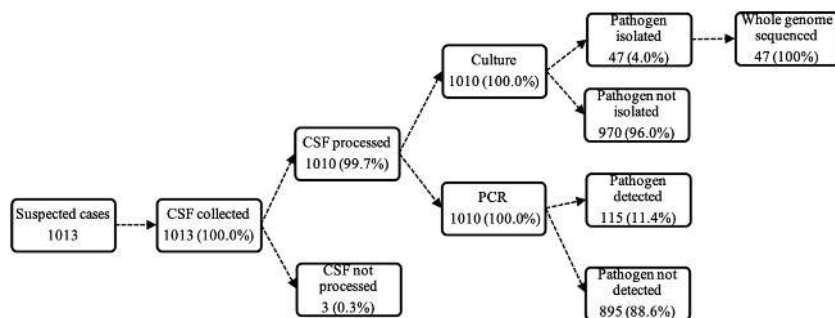 Suspected cases
1013
CSF collected
1013 (100.0%)
CSF processed
1010 (99.7%)
CSF not
processed
3 (0.3%)
Culture
1010 (100.0%)
PCR
1010 (100.0%)
Pathogen
isolated
47 (4.0%)
Whole genome
sequenced
47 (100%)
Pathogen not
isolated
970 (96.0%)
Pathogen
detected
115 (11.4%)
Pathogen not
detected
895 (88.6%)